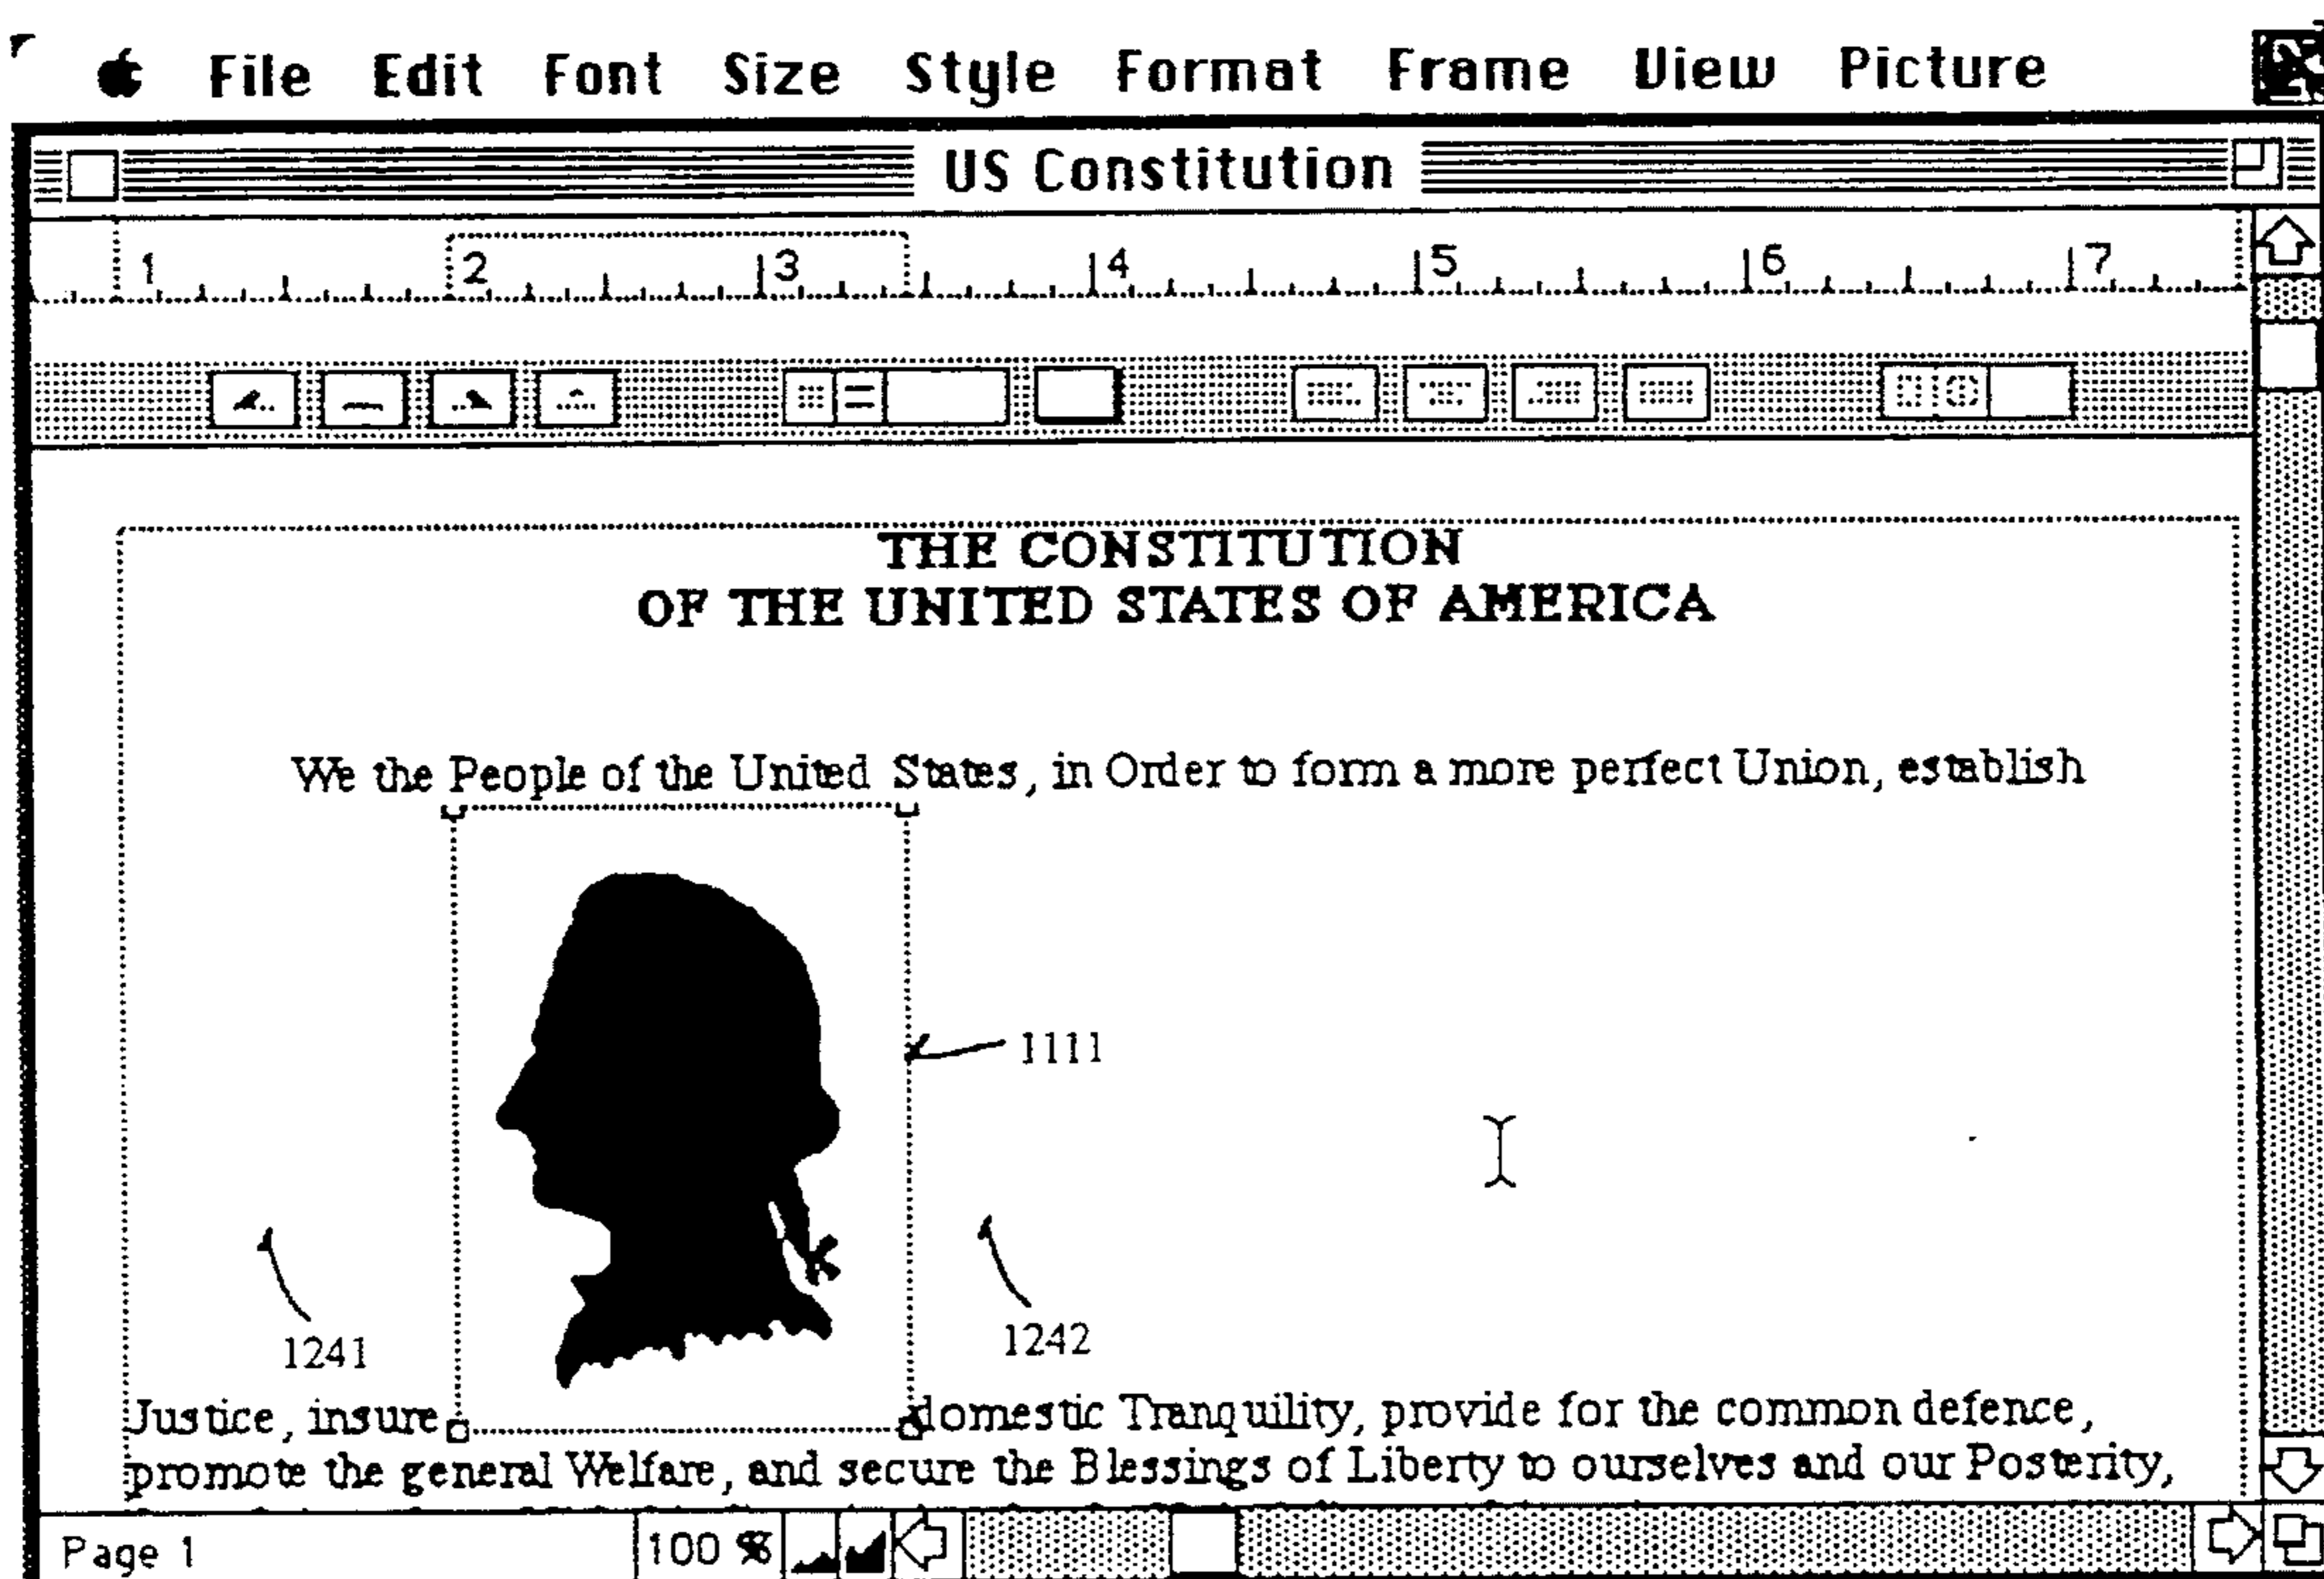 File Edit Font Size Style Format Frame View Picture
US Constitution
1 2 3 4 5 6 7
THE CONSTITUTION
OF THE UNITED STATES OF AMERICA
We the People of the United States, in Order to form a more perfect Union, establish
1111
1241
1242
Justice, insure domestic Tranquility, provide for the common defence,
promote the general Welfare, and secure the Blessings of Liberty to ourselves and our Posterity,
Page 1 100 %